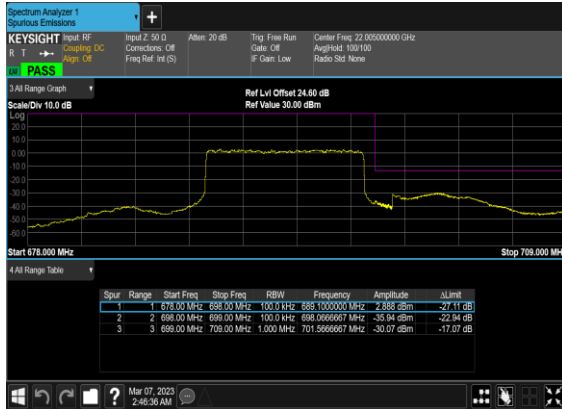 Spectrum Analyzer 1
Spurious Emissions
+
KEYSIGHT Input: RF Input Z: 50 Ω Atten: 20 dB Trig: Free Run Center Freq: 22.005000000 GHz
R T Coupling: DC Corrections: Off Gate: Off Avg|Hold: 100/100
Align: Off Freq Ref: Int (S) IF Gain: Low Radio Std: None
PASS
3 All Range Graph
Ref Lvl Offset 24.60 dB
Scale/Div 10.0 dB Ref Value 30.00 dBm
Log
20.0
10.0
0.00
-10.0
-20.0
-30.0
-40.0
-50.0
-60.0
Start 678.000 MHz Stop 709.000 MH
4 All Range Table
Spur Range Start Freq Stop Freq RBW Frequency Amplitude ΔLimit
1 1 678.00 MHz 698.00 MHz 100.0 kHz 689.1000000 MHz 2.888 dBm -27.11 dB
2 2 698.00 MHz 699.00 MHz 100.0 kHz 698.0666667 MHz -35.94 dBm -22.94 dB
3 3 699.00 MHz 709.00 MHz 1.000 MHz 701.5666667 MHz -30.07 dBm -17.07 dB
? Mar 07, 2023
2:46:36 AM